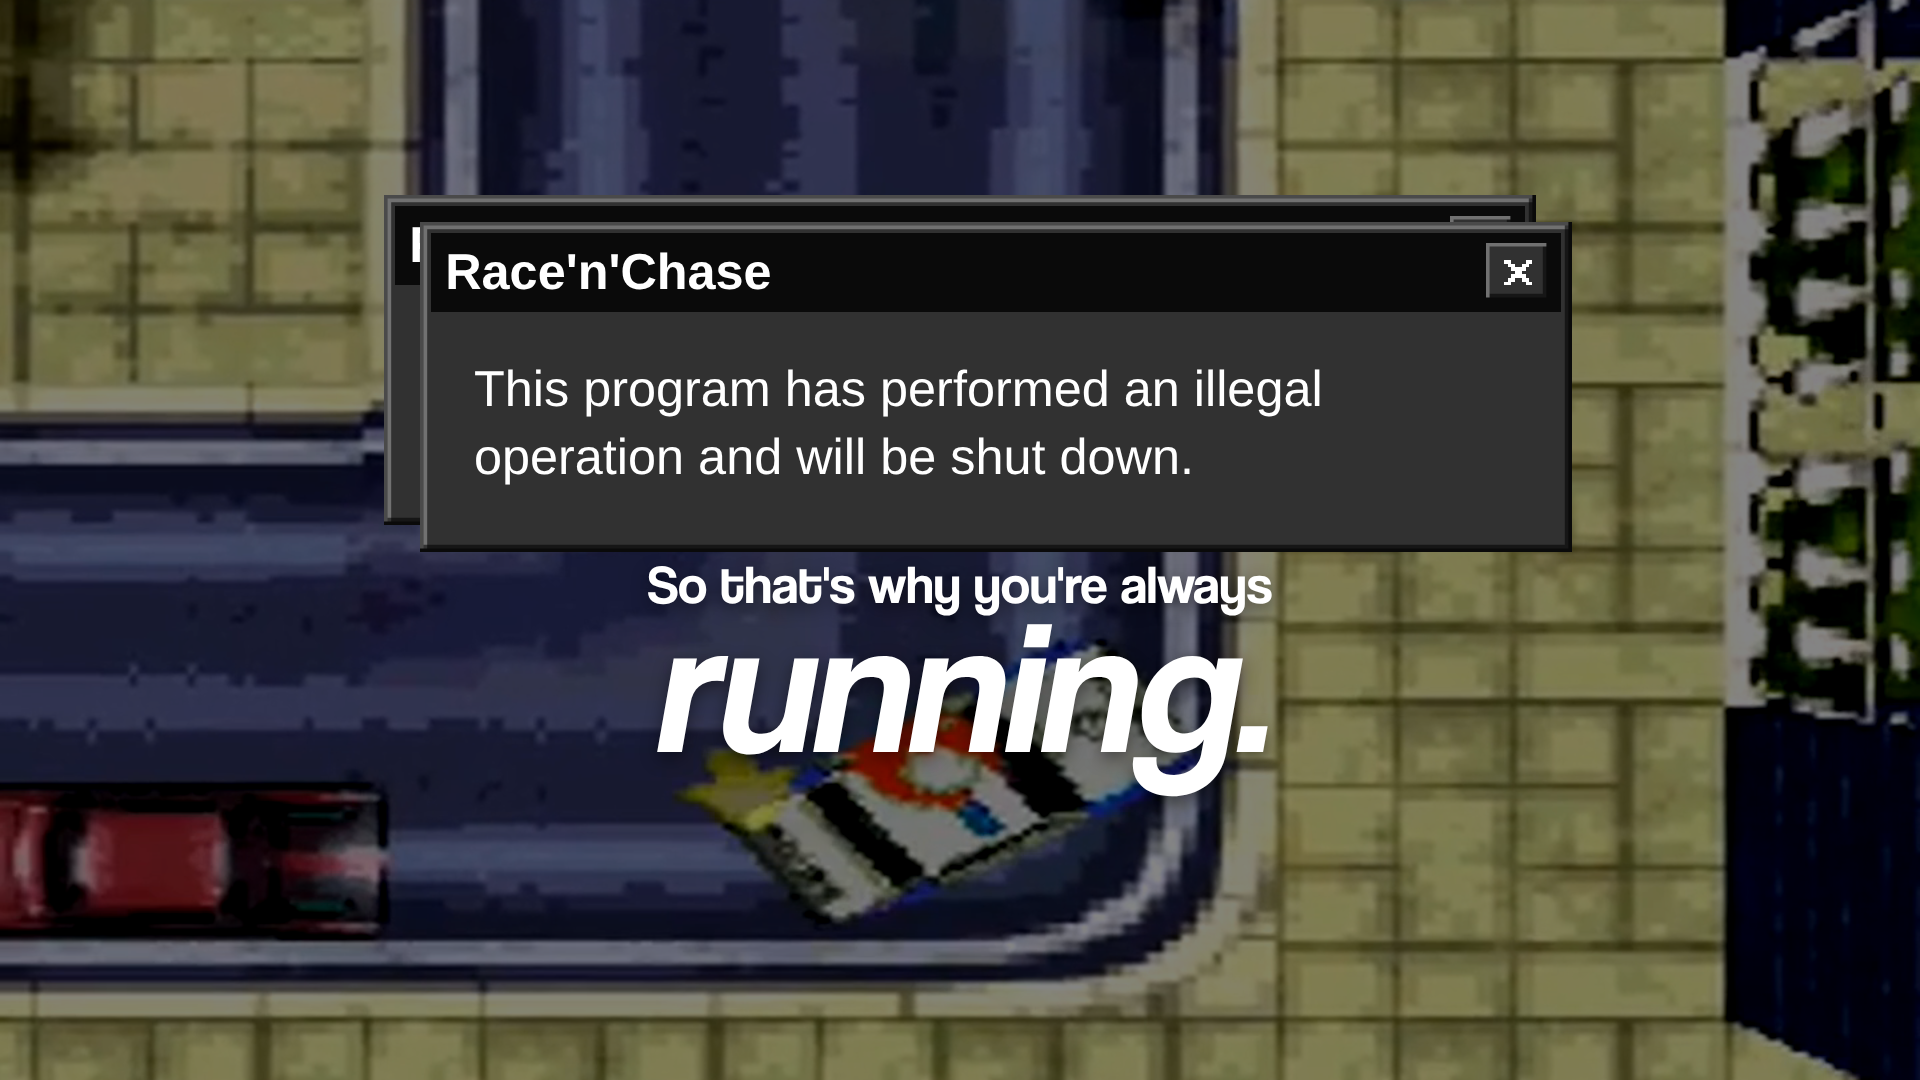 Race'n'Chase
This program has performed an illegal
operation and will be shut down.
So that's why you're always
running.